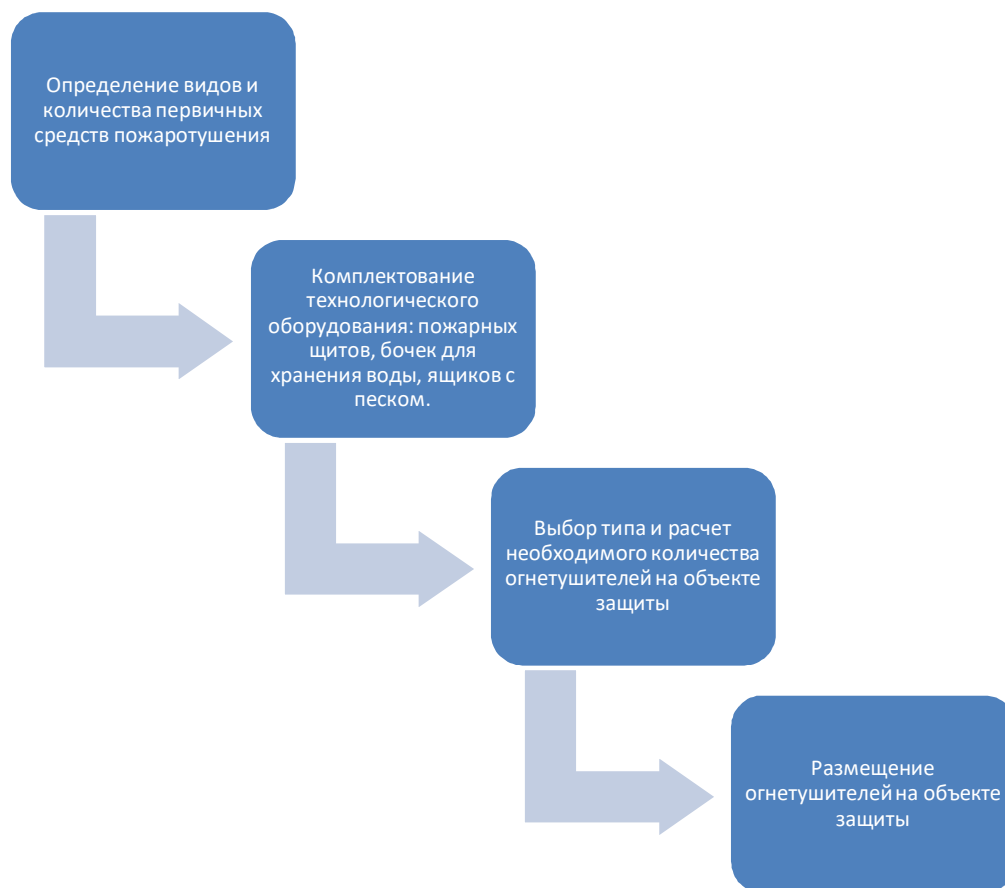 Определение видов и
количества первичных
средств пожаротушения
Комплектование
технологического
оборудования: пожарных
щитов, бочек для
хранения воды, ящиков с
песком.
Выбор типа и расчет
необходимого количества
огнетушителей на объекте
защиты
Размещение
огнетушителей на объекте
защиты